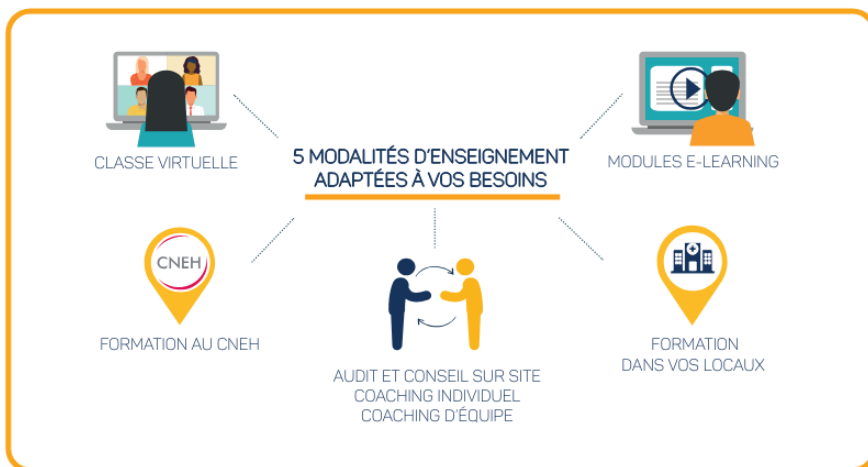 5 MODALITÉS D'ENSEIGNEMENT
ADAPTÉES À VOS BESOINS
CLASSE VIRTUELLE
MODULES E-LEARNING
CNEH
FORMATION AU CNEH
AUDIT ET CONSEIL SUR SITE
COACHING INDIVIDUEL
COACHING D'ÉQUIPE
FORMATION
DANS VOS LOCAUX